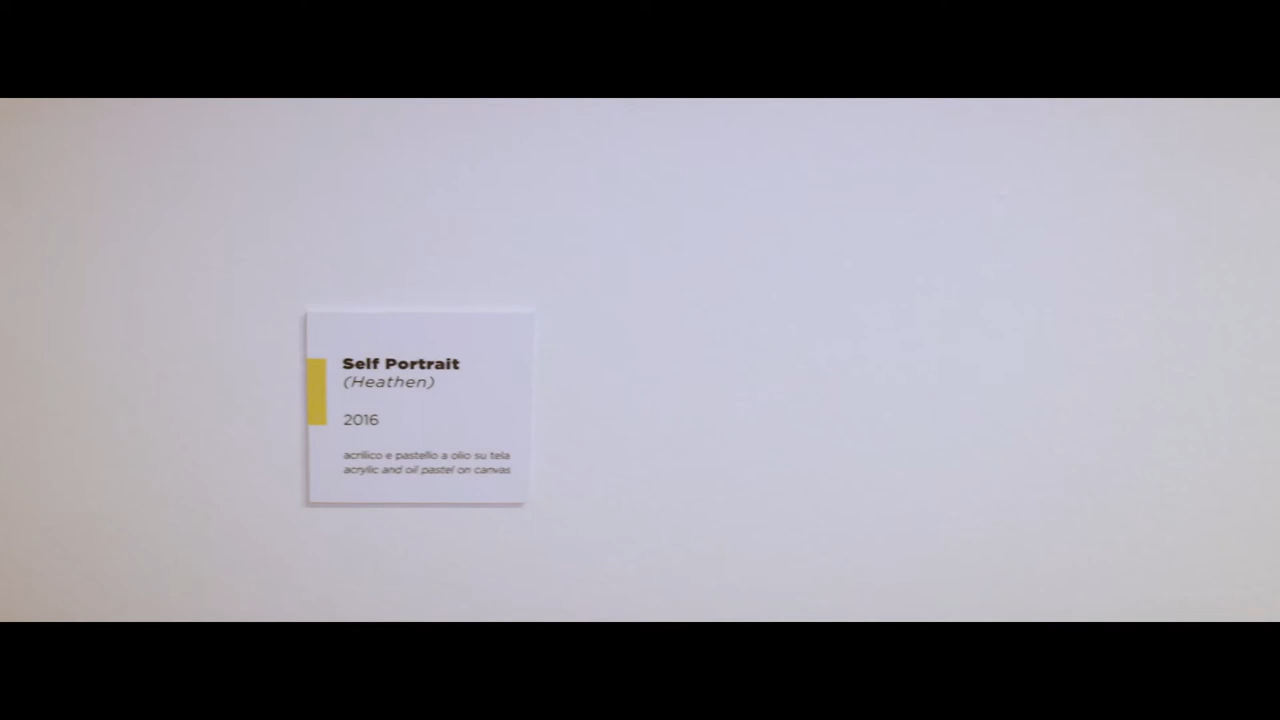 Self Portrait
(Heathen)
2016
acrilico e pastello a olio su tela
acrylic and oil pastel on canvas